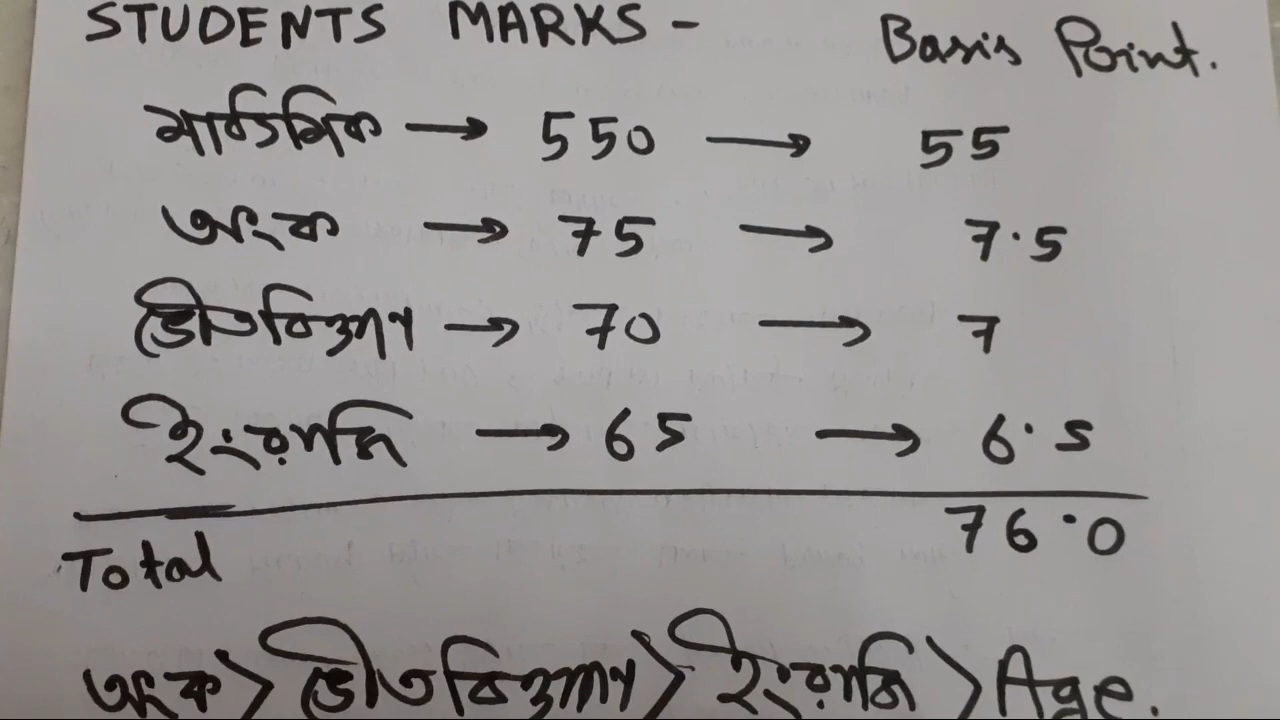 STUDENTS MARKS - Basis Point.
মাধ্যমিক → 550 → 55
অংক → 75 → 7.5
ভৌতবিজ্ঞান → 70 → 7
ইংরাজি → 65 → 6.5
Total 76.0
অংক > ভৌতবিজ্ঞান > ইংরাজি > Age.